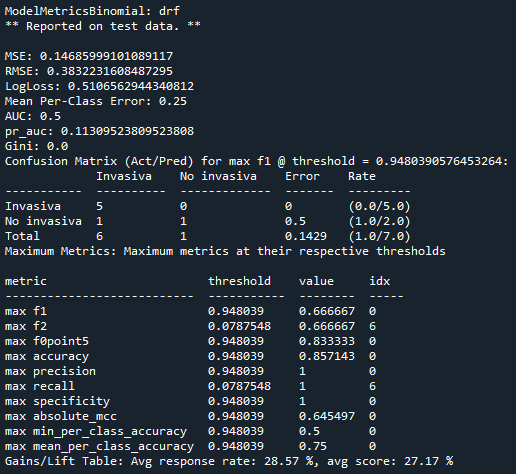 ModelMetricsBinomial: drf
** Reported on test data. **
MSE: 0.14685999101089117
RMSE: 0.3832231608487295
LogLoss: 0.5106562944340812
Mean Per-Class Error: 0.25
AUC: 0.5
pr_auc: 0.11309523809523808
Gini: 0.0
Confusion Matrix (Act/Pred) for max f1 @ threshold = 0.9480390576453264:
Invasiva No invasiva Error Rate
----------- ---------- ------------- ------- ---------
Invasiva 5 0 0 (0.0/5.0)
No invasiva 1 1 0.5 (1.0/2.0)
Total 6 1 0.1429 (1.0/7.0)
Maximum Metrics: Maximum metrics at their respective thresholds
metric threshold value idx
--------------------------- ----------- -------- -----
max f1 0.948039 0.666667 0
max f2 0.0787548 0.666667 6
max f0point5 0.948039 0.833333 0
max accuracy 0.948039 0.857143 0
max precision 0.948039 1 0
max recall 0.0787548 1 6
max specificity 0.948039 1 0
max absolute_mcc 0.948039 0.645497 0
max min_per_class_accuracy 0.948039 0.5 0
max mean_per_class_accuracy 0.948039 0.75 0
Gains/Lift Table: Avg response rate: 28.57 %, avg score: 27.17 %